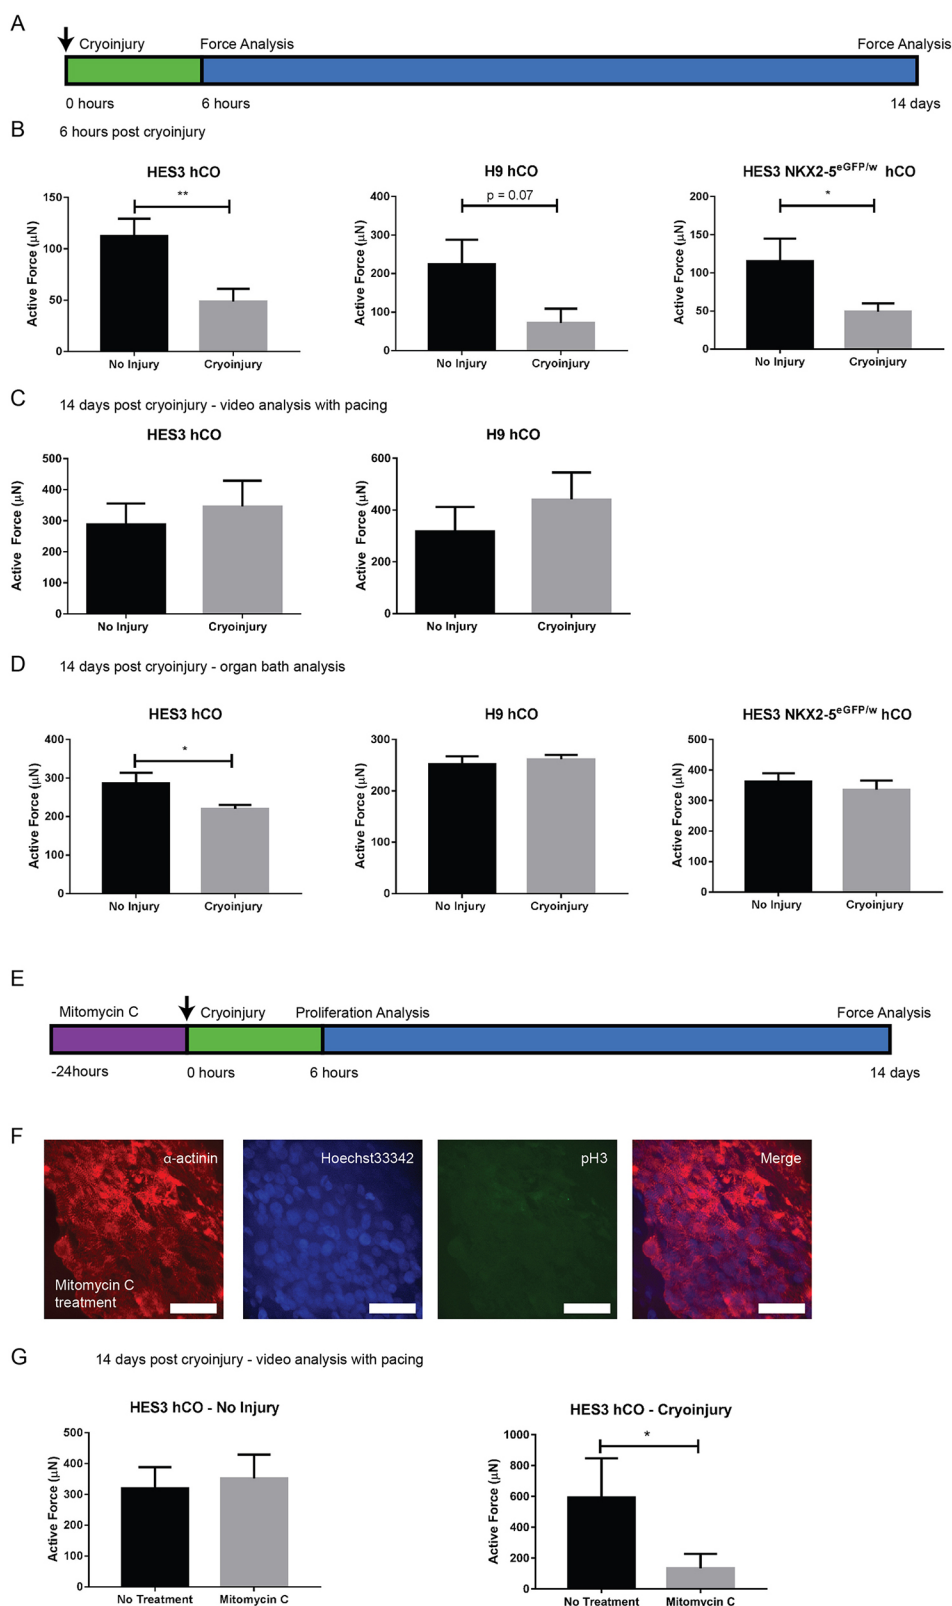 A
Cryoinjury Force Analysis Force Analysis
0 hours 6 hours 14 days
B
6 hours post cryoinjury
HES3 hCO
**
Active Force (μN)
150
100
50
0
No Injury Cryoinjury
H9 hCO
p = 0.07
Active Force (μN)
400
300
200
100
0
No Injury Cryoinjury
HES3 NKX2-5eGFP/w hCO
*
Active Force (μN)
200
150
100
50
0
No Injury Cryoinjury
C
14 days post cryoinjury - video analysis with pacing
HES3 hCO
Active Force (μN)
500
400
300
300
100
0
No Injury Cryoinjury
H9 hCO
Active Force (μN)
600
400
300
0
No Injury Cryoinjury
D
14 days post cryoinjury - organ bath analysis
HES3 hCO
*
Active Force (μN)
400
300
200
100
0
No Injury Cryoinjury
H9 hCO
Active Force (μN)
300
200
100
0
No Injury Cryoinjury
HES3 NKX2-5eGFP/w hCO
Active Force (μN)
500
400
300
200
100
0
No Injury Cryoinjury
E
Mitomycin C Cryoinjury Proliferation Analysis Force Analysis
-24hours 0 hours 6 hours 14 days
F
α-actinin
Mitomycin C
treatment
Hoechst33342
pH3
Merge
G
14 days post cryoinjury - video analysis with pacing
HES3 hCO - No Injury
Active Force (μN)
500
400
300
300
100
0
No Treatment Mitomycin C
HES3 hCO - Cryoinjury
*
Active Force (μN)
1000
800
600
400
200
0
No Treatment Mitomycin C